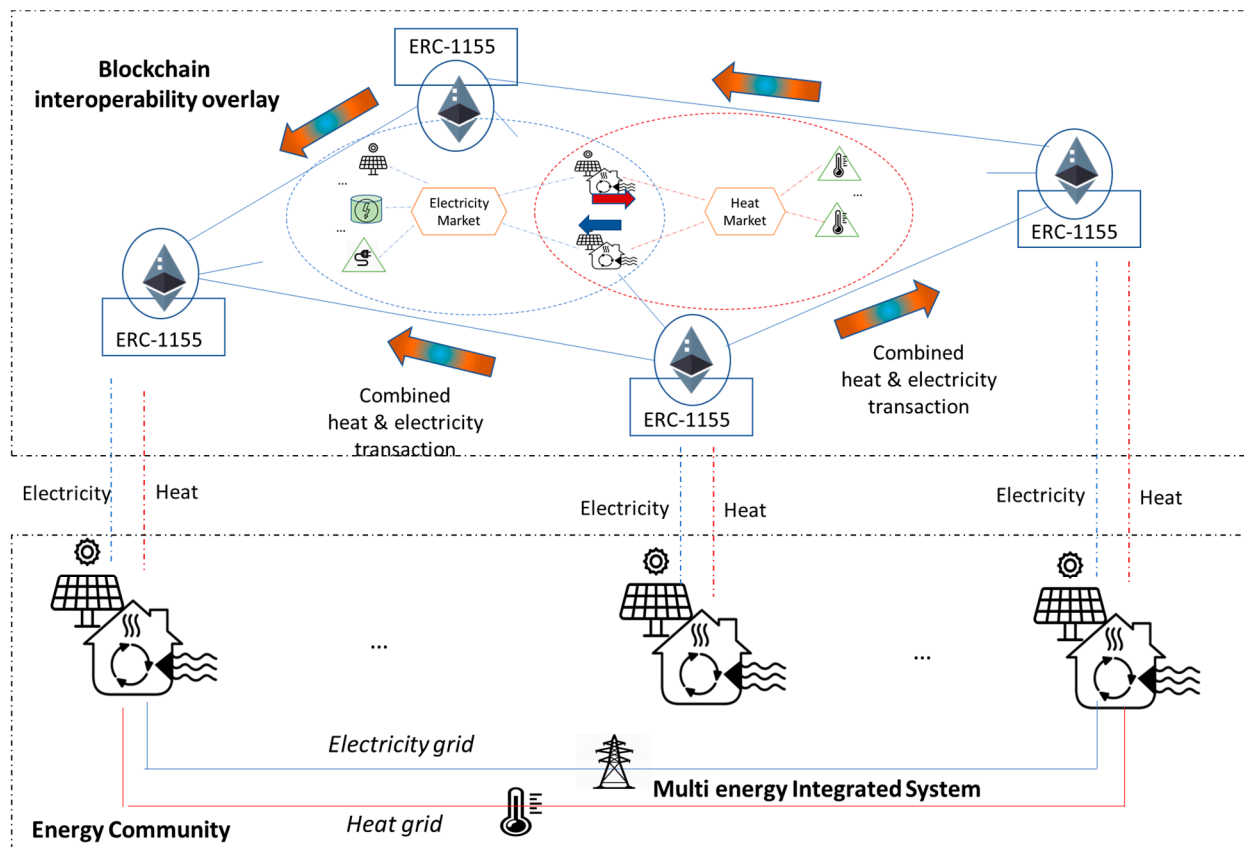 ERC-1155
Blockchain
interoperability overlay
...
Electricity
Market
...
Heat
Market
...
ERC-1155
ERC-1155
ERC-1155
Combined
heat & electricity
transaction
Combined
heat & electricity
transaction
Electricity
Heat
Electricity
Heat
Electricity
Heat
...
...
Electricity grid
Multi energy Integrated System
Energy Community
Heat grid